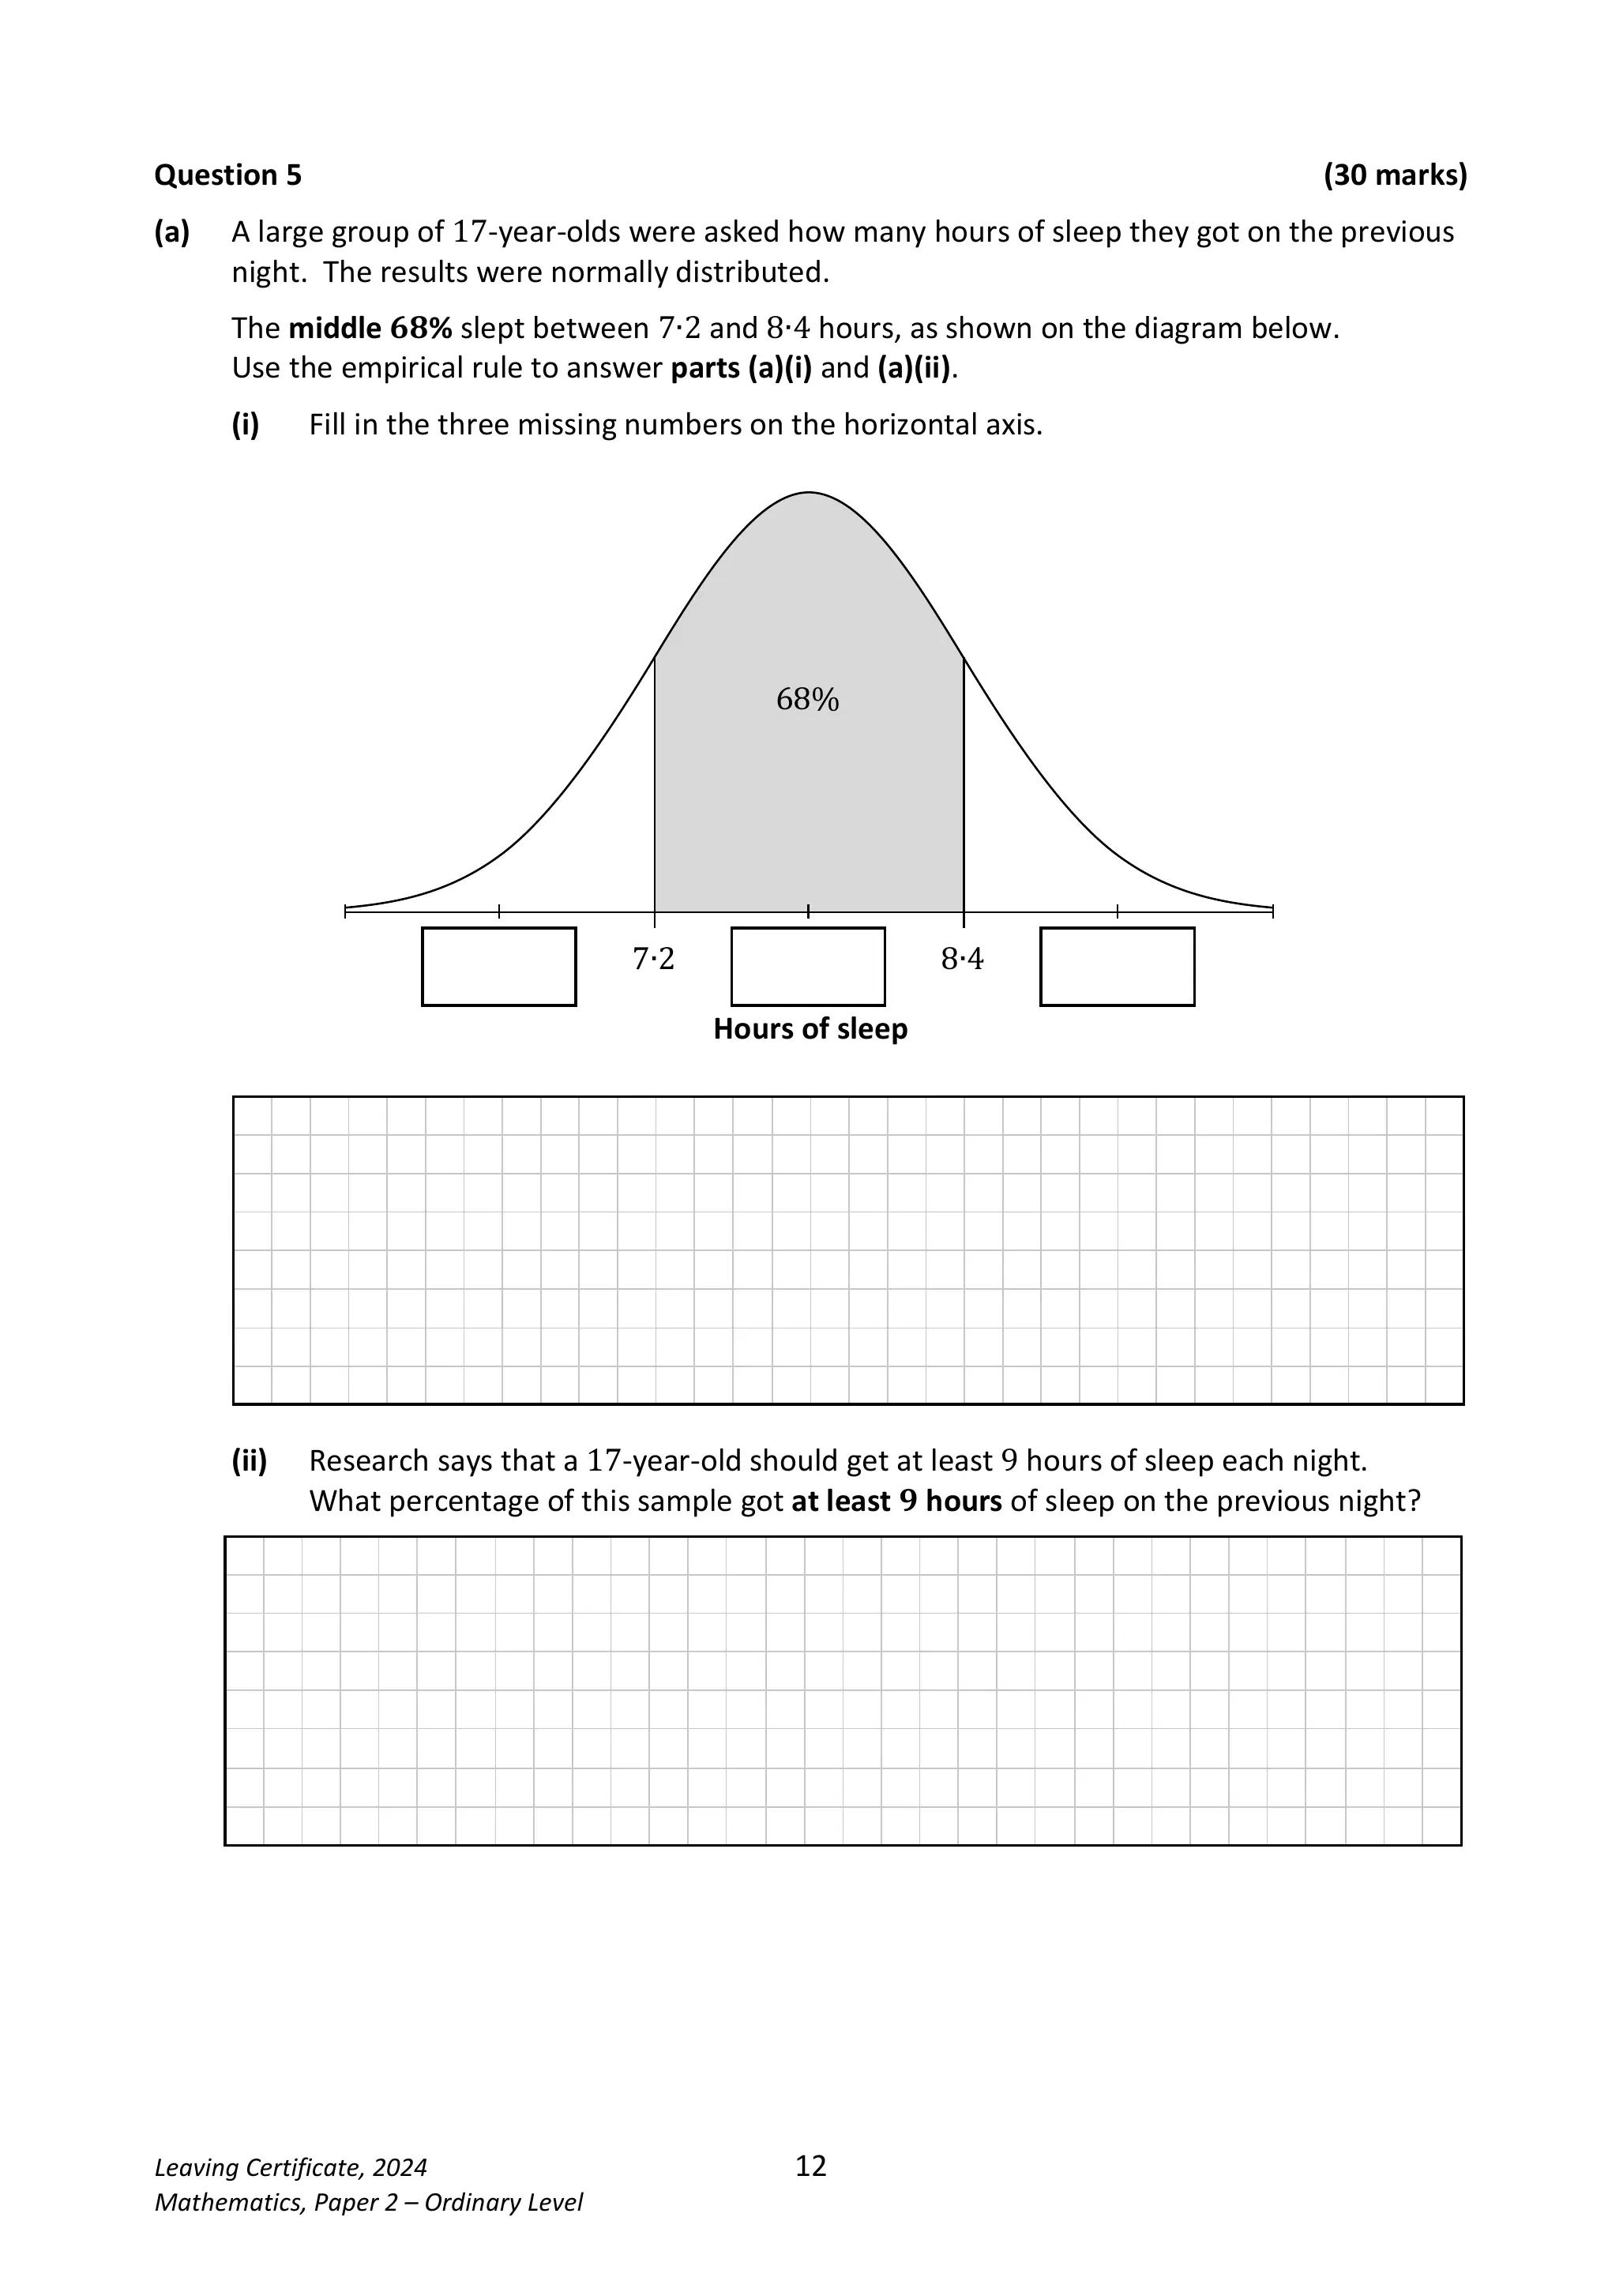 Question 5 (30 marks)
(a) A large group of 17-year-olds were asked how many hours of sleep they got on the previous
night. The results were normally distributed.
The middle 68% slept between 7·2 and 8·4 hours, as shown on the diagram below.
Use the empirical rule to answer parts (a)(i) and (a)(ii).
(i) Fill in the three missing numbers on the horizontal axis.
68%
7·2 8·4
Hours of sleep
(ii) Research says that a 17-year-old should get at least 9 hours of sleep each night.
What percentage of this sample got at least 9 hours of sleep on the previous night?
Leaving Certificate, 2024 12
Mathematics, Paper 2 – Ordinary Level